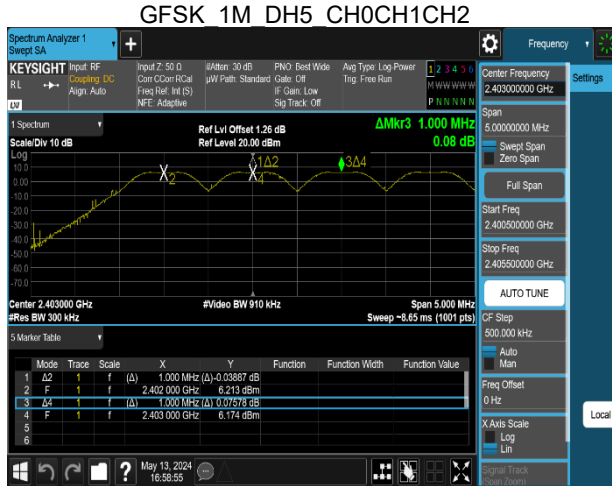 GFSK_1M_DH5_CH0CH1CH2
Spectrum Analyzer 1
Swept SA
Frequency
KEYSIGHT Input: RF Input Z: 50 Ω #Atten: 30 dB PNO: Best Wide Avg Type: Log-Power 1 2 3 4 5 6
RL Coupling: DC Corr CCorr RCal µW Path: Standard Gate: Off Trig: Free Run M W W W W W
Align: Auto Freq Ref: Int (S) IF Gain: Low
NFE: Adaptive Sig Track: Off P N N N N N
1 Spectrum
Scale/Div 10 dB
Ref Lvl Offset 1.26 dB
Ref Level 20.00 dBm
ΔMkr3 1.000 MHz
0.08 dB
Log
10.0
0.00
-10.0
-20.0
-30.0
-40.0
-50.0
-60.0
-70.0
2
1Δ2
4
3Δ4
Center 2.403000 GHz #Video BW 910 kHz Span 5.000 MHz
#Res BW 300 kHz Sweep ~8.65 ms (1001 pts)
5 Marker Table
Mode Trace Scale X Y Function Function Width Function Value
1 Δ2 1 f (Δ) 1.000 MHz (Δ) -0.03887 dB
2 F 1 f 2.402 000 GHz 6.213 dBm
3 Δ4 1 f (Δ) 1.000 MHz (Δ) 0.07578 dB
4 F 1 f 2.403 000 GHz 6.174 dBm
5
6
May 13, 2024
16:58:55
Center Frequency
2.403000000 GHz
Settings
Span
5.00000000 MHz
Swept Span
Zero Span
Full Span
Start Freq
2.400500000 GHz
Stop Freq
2.405500000 GHz
AUTO TUNE
CF Step
500.000 kHz
Auto
Man
Freq Offset
0 Hz
Local
X Axis Scale
Log
Lin
Signal Track
(Span Zoom)